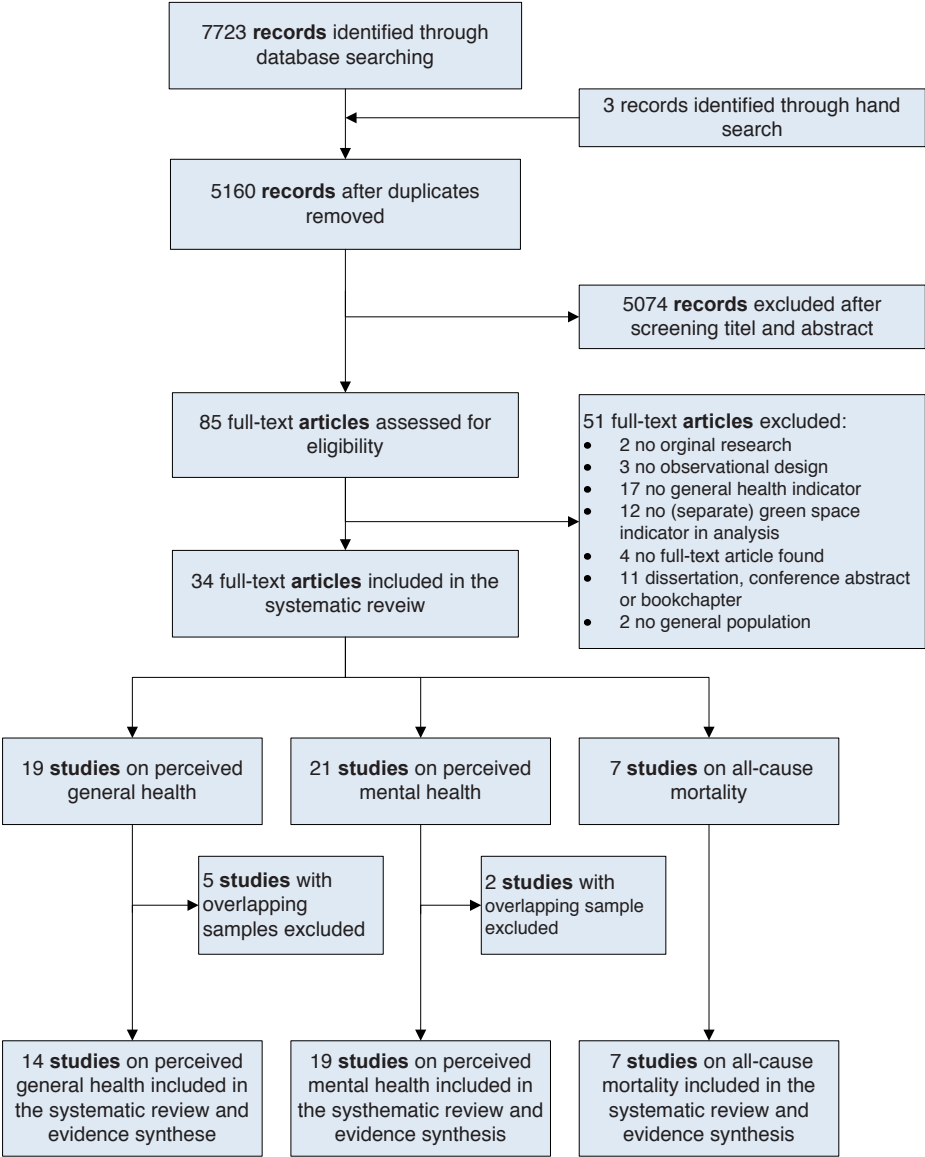 7723 records identified through
database searching
3 records identified through hand
search
5160 records after duplicates
removed
5074 records excluded after
screening titel and abstract
85 full-text articles assessed for
eligibility
51 full-text articles excluded:
• 2 no orginal research
• 3 no observational design
• 17 no general health indicator
• 12 no (separate) green space
indicator in analysis
• 4 no full-text article found
• 11 dissertation, conference abstract
or bookchapter
• 2 no general population
34 full-text articles included in the
systematic reveiw
19 studies on perceived
general health
21 studies on perceived
mental health
7 studies on all-cause
mortality
5 studies with
overlapping
samples excluded
2 studies with
overlapping sample
excluded
14 studies on perceived
general health included in
the systematic review and
evidence synthese
19 studies on perceived
mental health included in
the systhematic review and
evidence synthesis
7 studies on all-cause
mortality included in the
systematic review and
evidence synthesis